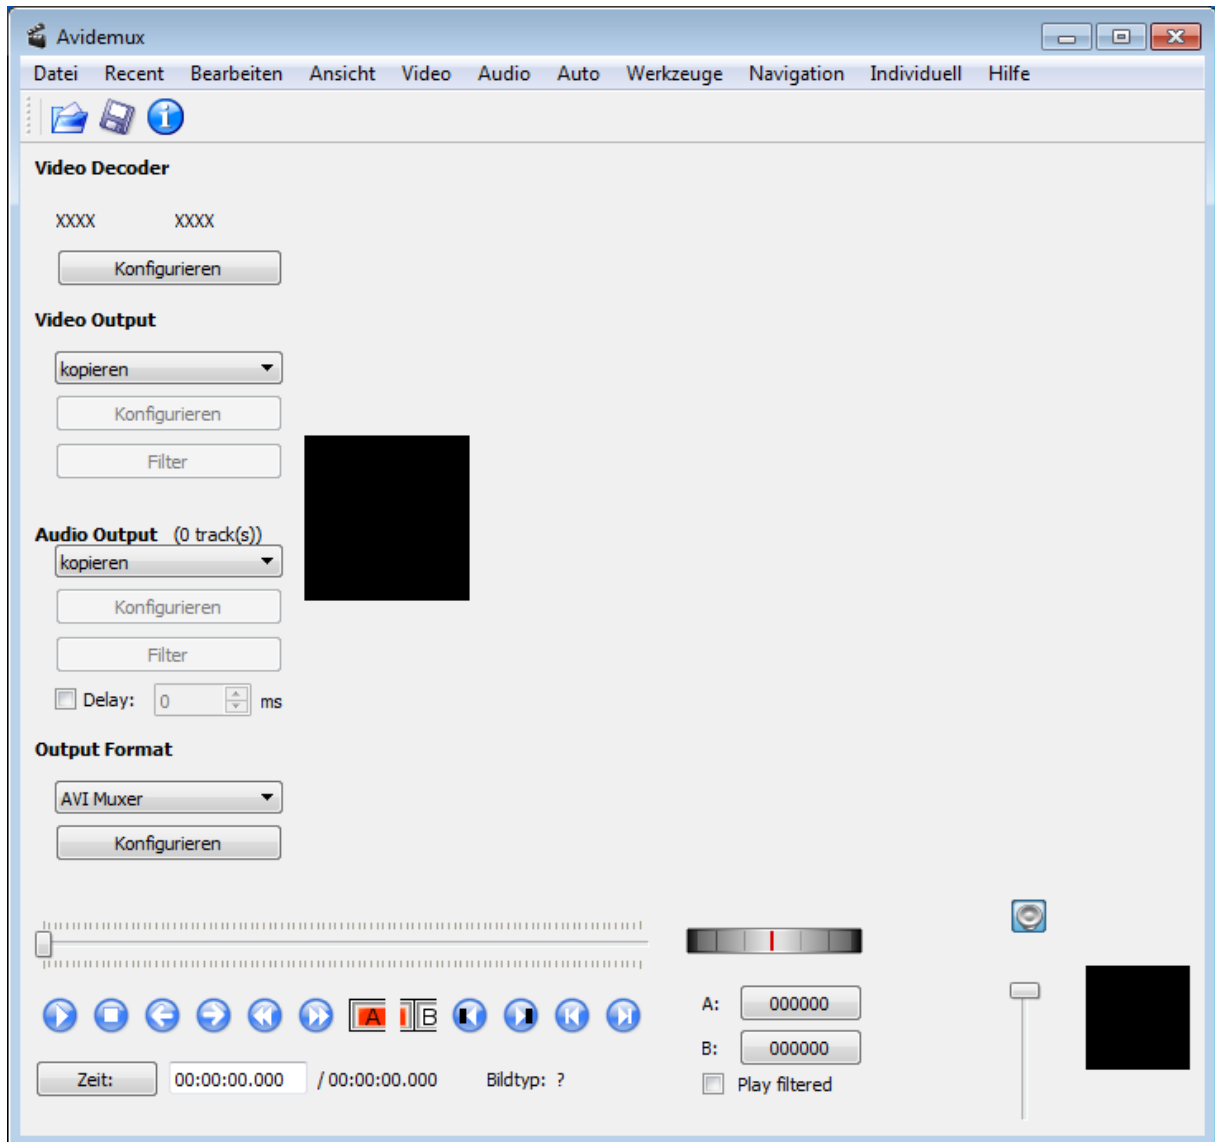 Avidemux
Datei Recent Bearbeiten Ansicht Video Audio Auto Werkzeuge Navigation Individuell Hilfe
Video Decoder
XXXX XXXX
Konfigurieren
Video Output
kopieren
Konfigurieren
Filter
Audio Output (0 track(s))
kopieren
Konfigurieren
Filter
Delay: 0 ms
Output Format
AVI Muxer
Konfigurieren
A B
A: 000000
B: 000000
Zeit: 00:00:00.000 / 00:00:00.000 Bildtyp: ?
Play filtered